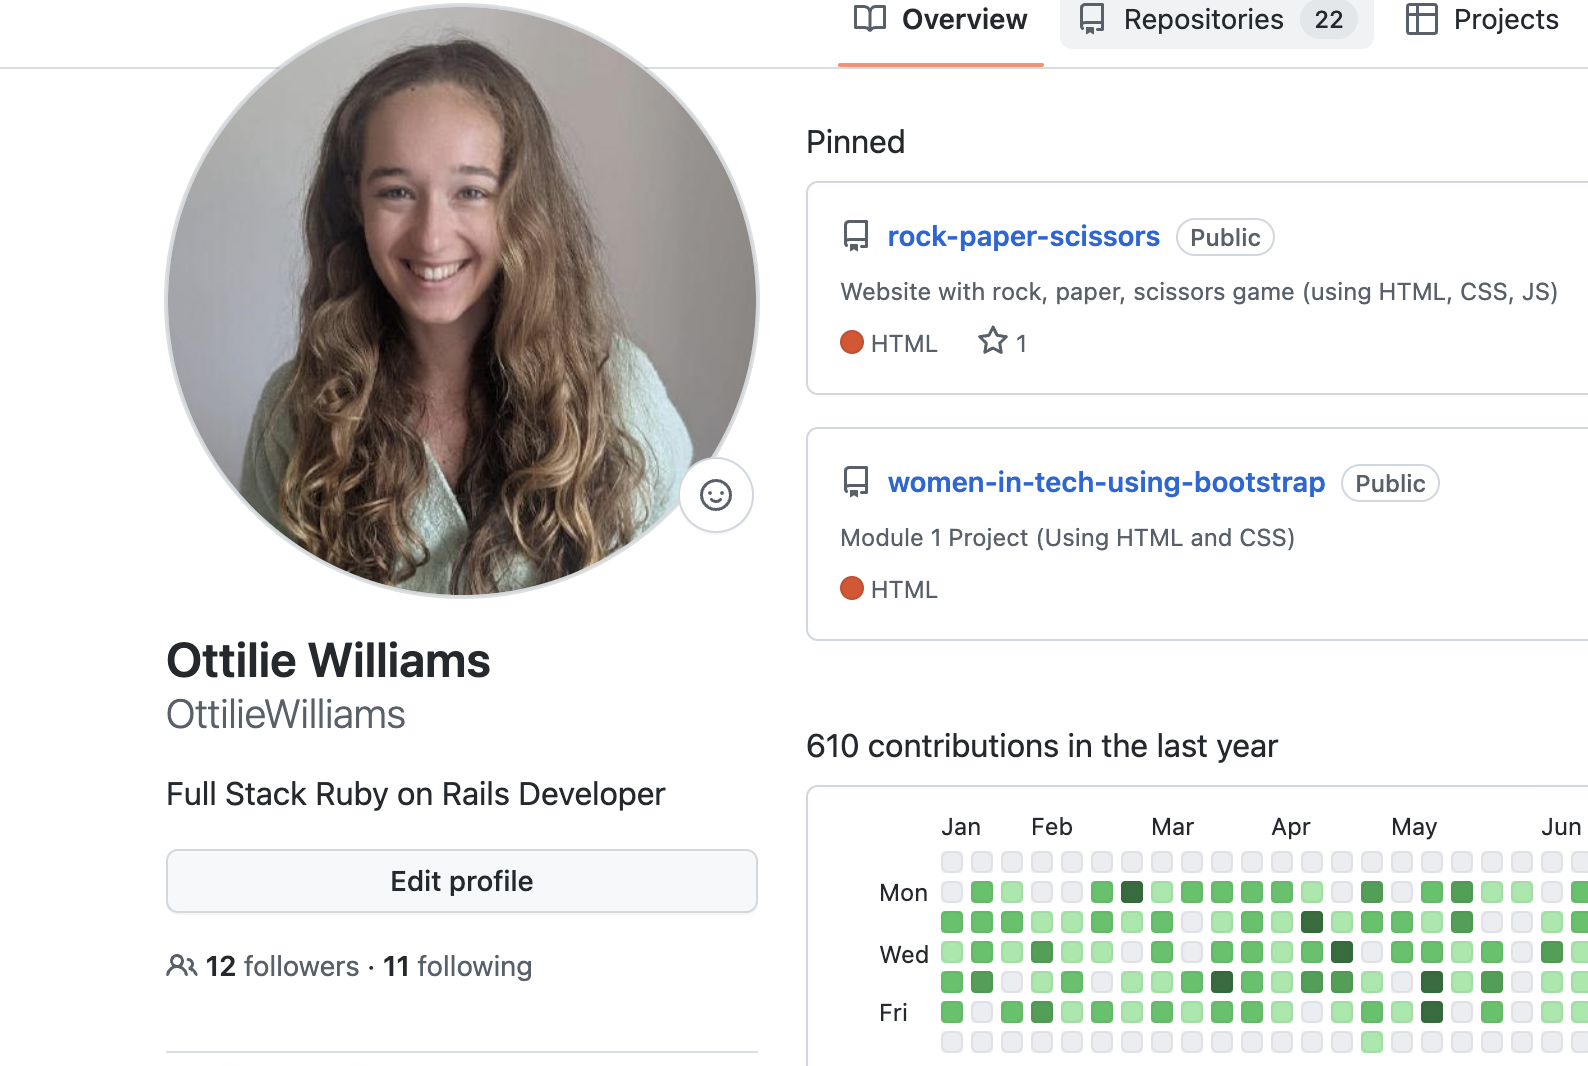 Overview
Repositories 22
Projects
Pinned
rock-paper-scissors Public
Website with rock, paper, scissors game (using HTML, CSS, JS)
HTML 1
women-in-tech-using-bootstrap Public
Module 1 Project (Using HTML and CSS)
HTML
Ottilie Williams
OttilieWilliams
Full Stack Ruby on Rails Developer
Edit profile
12 followers · 11 following
610 contributions in the last year
Jan Feb Mar Apr May Jun
Mon
Wed
Fri